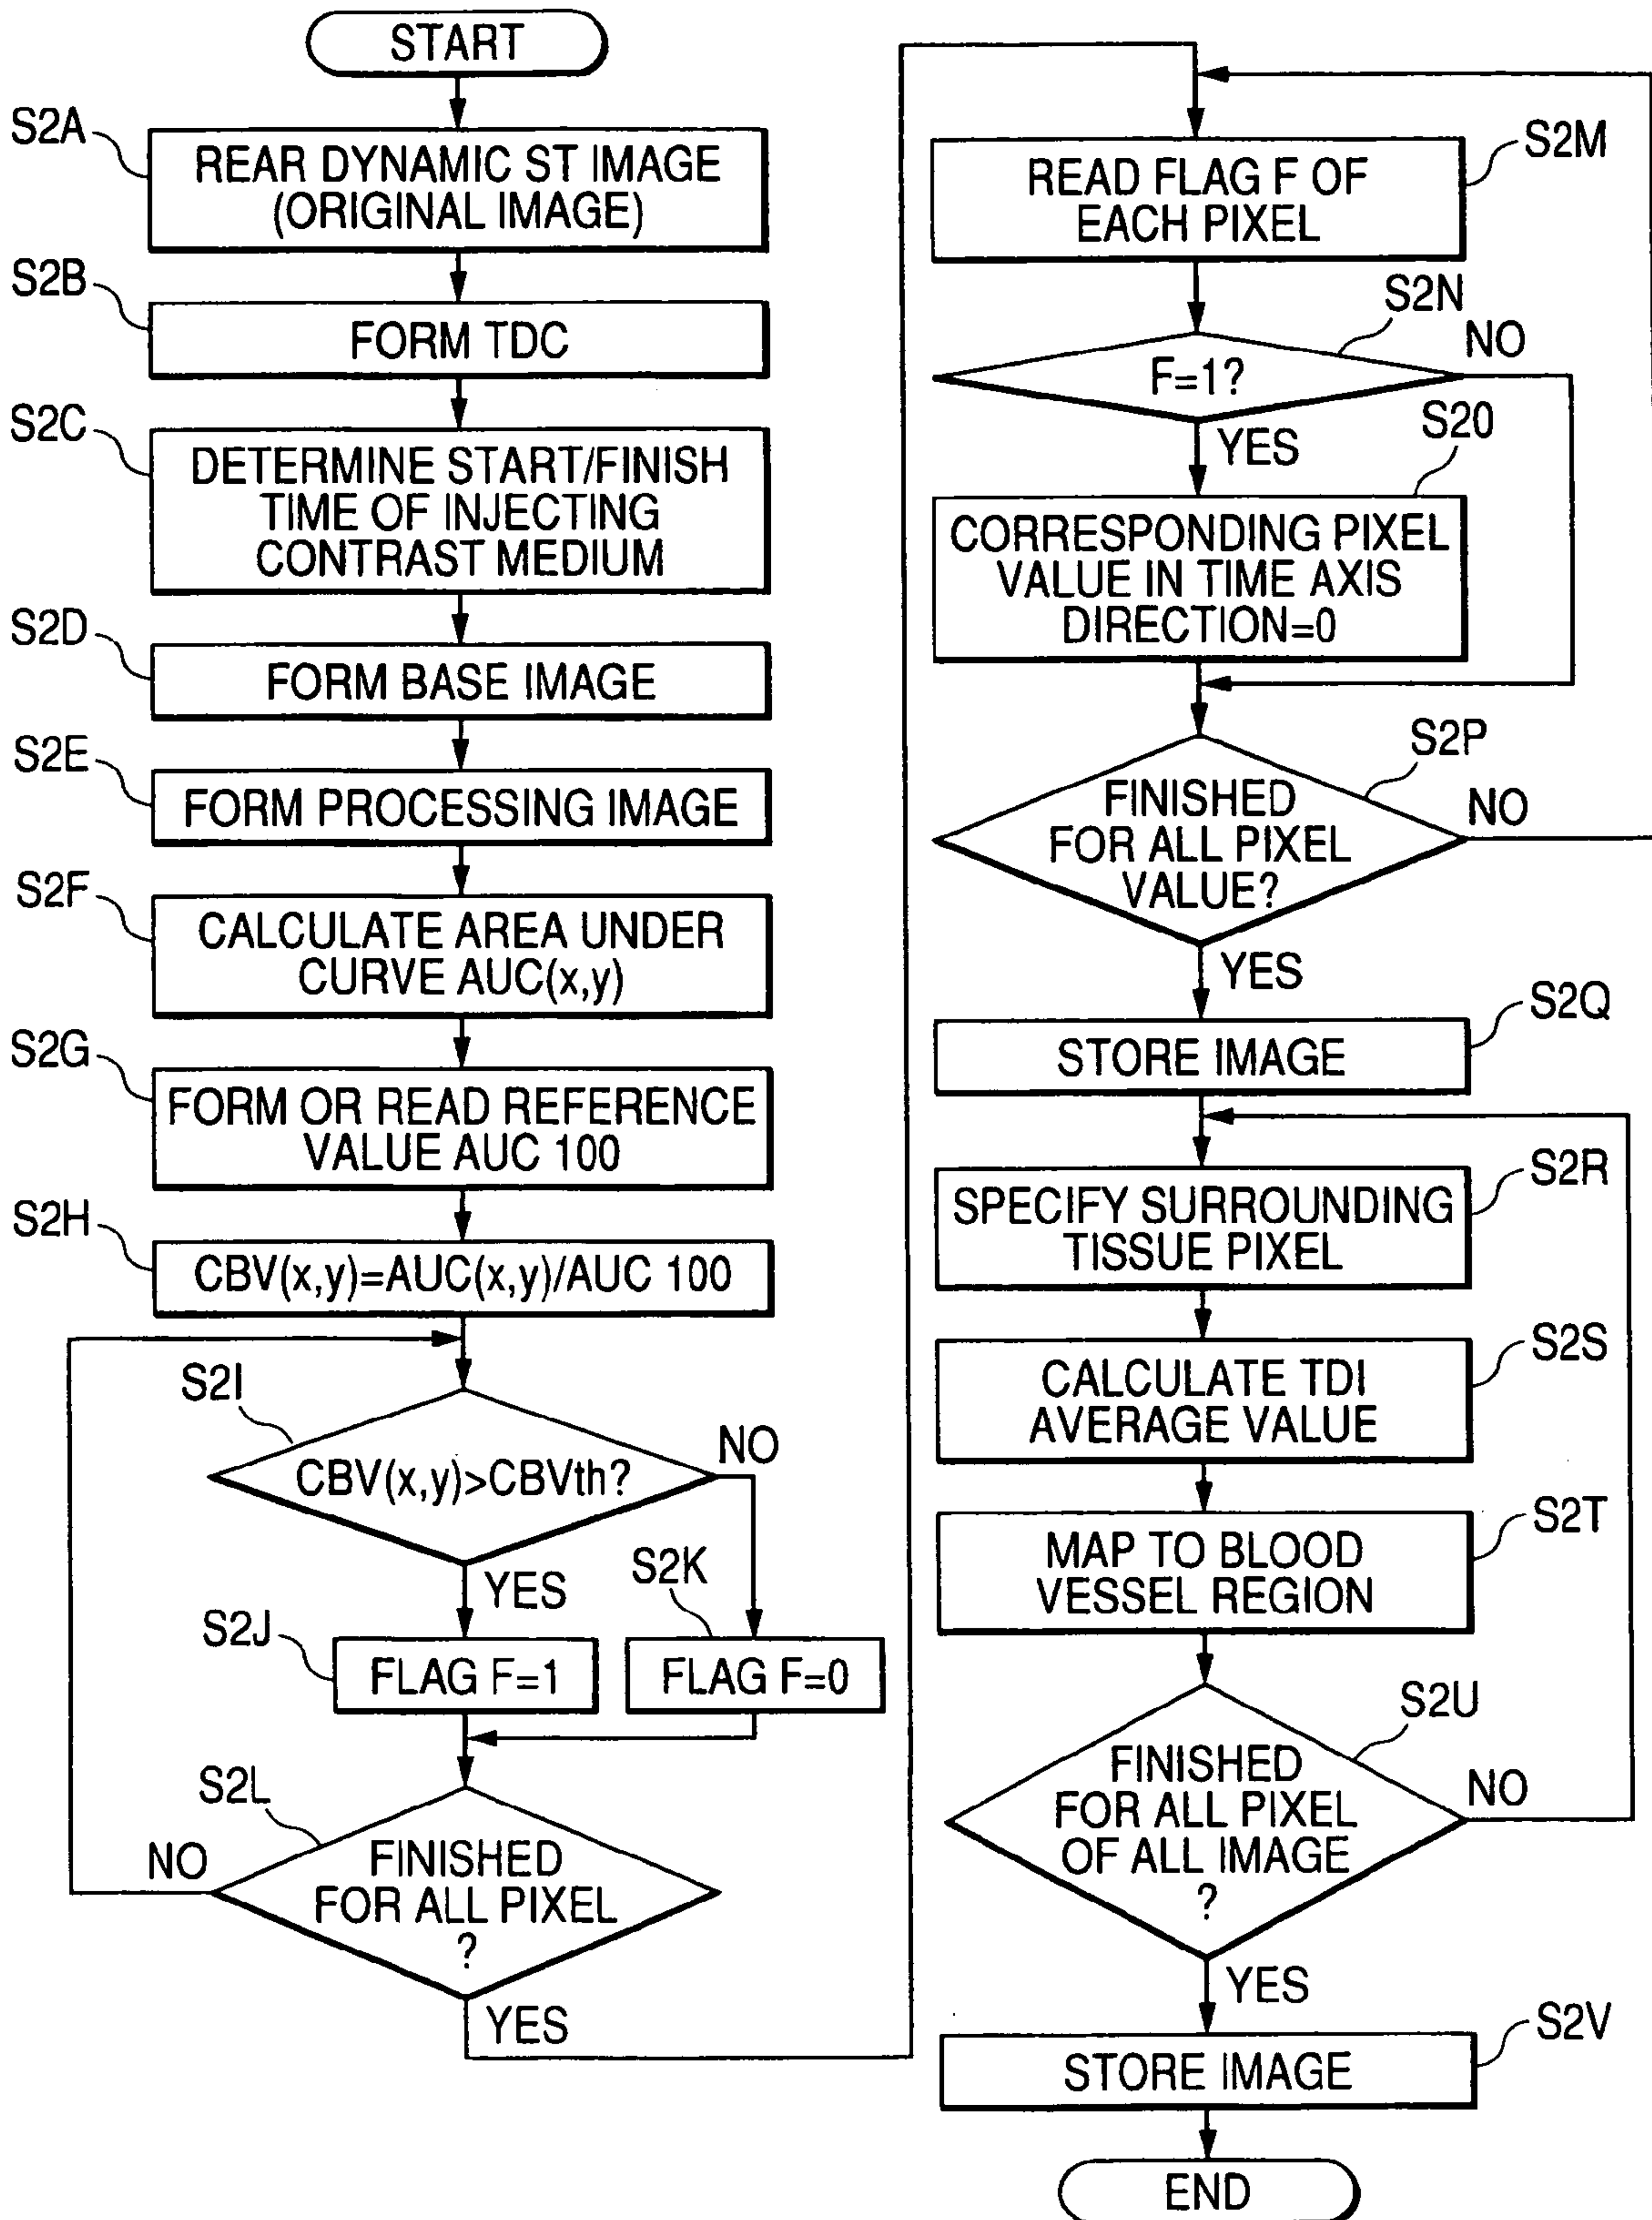 START
S2A
REAR DYNAMIC ST IMAGE
(ORIGINAL IMAGE)
S2B
FORM TDC
S2C
DETERMINE START/FINISH
TIME OF INJECTING
CONTRAST MEDIUM
S2D
FORM BASE IMAGE
S2E
FORM PROCESSING IMAGE
S2F
CALCULATE AREA UNDER
CURVE AUC(x,y)
S2G
FORM OR READ REFERENCE
VALUE AUC 100
S2H
CBV(x,y)=AUC(x,y)/AUC 100
S2I
CBV(x,y)>CBVth?
NO
YES
S2J
FLAG F=1
S2K
FLAG F=0
S2L
FINISHED
FOR ALL PIXEL
?
NO
YES
S2M
READ FLAG F OF
EACH PIXEL
S2N
F=1?
NO
YES
S20
CORRESPONDING PIXEL
VALUE IN TIME AXIS
DIRECTION=0
S2P
FINISHED
FOR ALL PIXEL
VALUE?
NO
YES
S2Q
STORE IMAGE
S2R
SPECIFY SURROUNDING
TISSUE PIXEL
S2S
CALCULATE TDI
AVERAGE VALUE
S2T
MAP TO BLOOD
VESSEL REGION
S2U
FINISHED
FOR ALL PIXEL
OF ALL IMAGE
?
NO
YES
S2V
STORE IMAGE
END